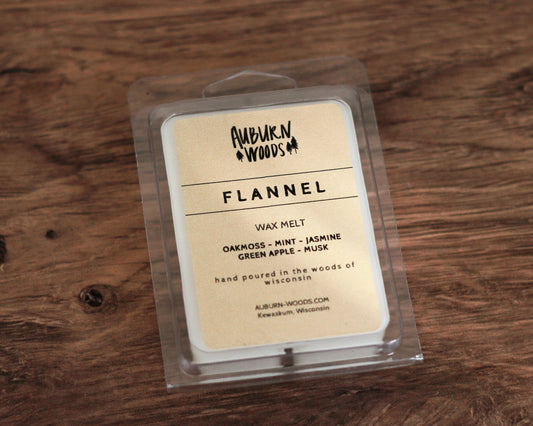 AUBURN
WOODS
FLANNEL
WAX MELT
OAKMOSS - MINT - JASMINE
GREEN APPLE - MUSK
hand poured in the woods of
wisconsin
AUBURN-WOODS.COM
Kewaskum, Wisconsin